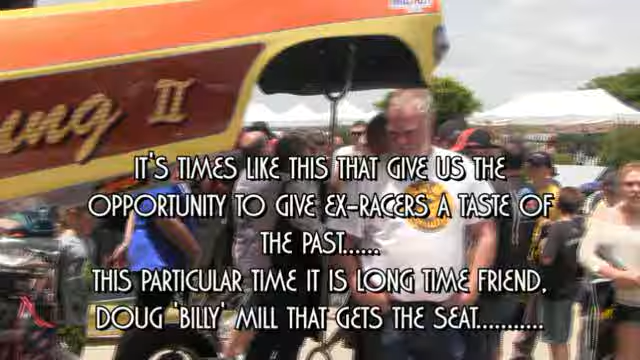 ung II
IT'S TIMES LIKE THIS THAT GIVE US THE
OPPORTUNITY TO GIVE EX-RACERS A TASTE OF
THE PAST......
THIS PARTICULAR TIME IT IS LONG TIME FRIEND,
DOUG 'BILLY' MILL THAT GETS THE SEAT...........